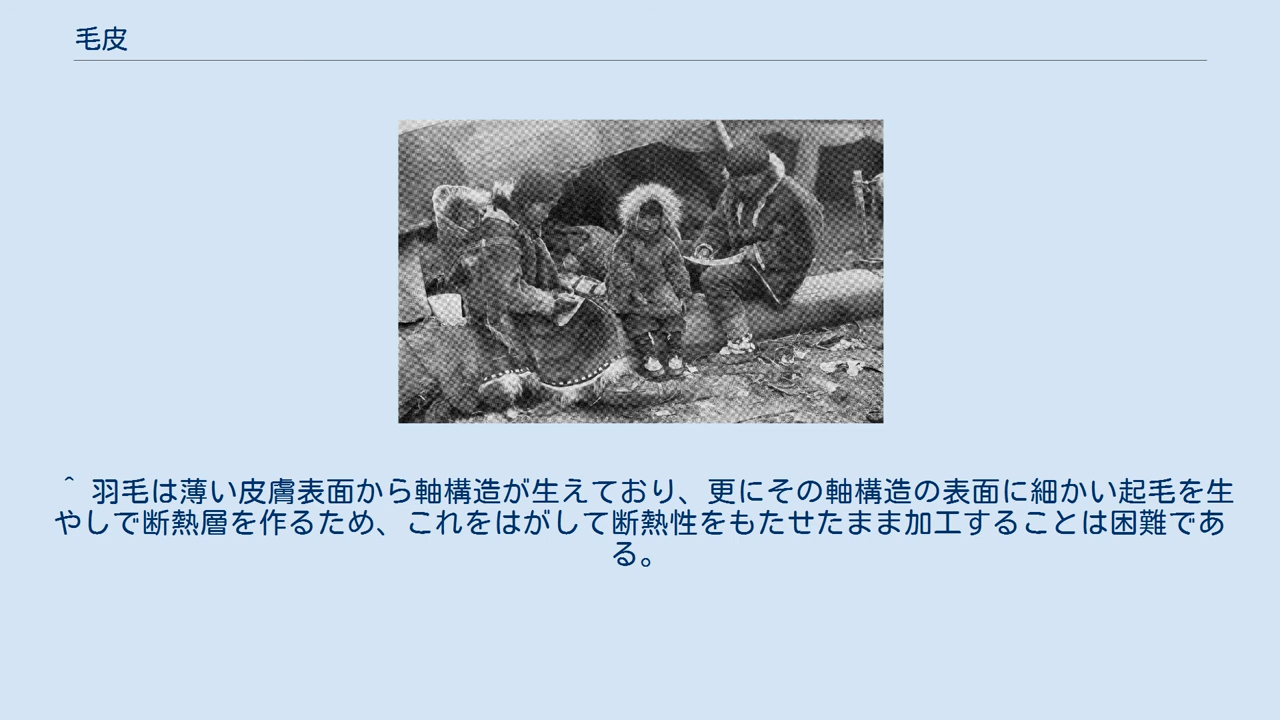 毛皮
^ 羽毛は薄い皮膚表面から軸構造が生えており、更にその軸構造の表面に細かい起毛を生
やしで断熱層を作るため、これをはがして断熱性をもたせたまま加工することは困難であ
る。